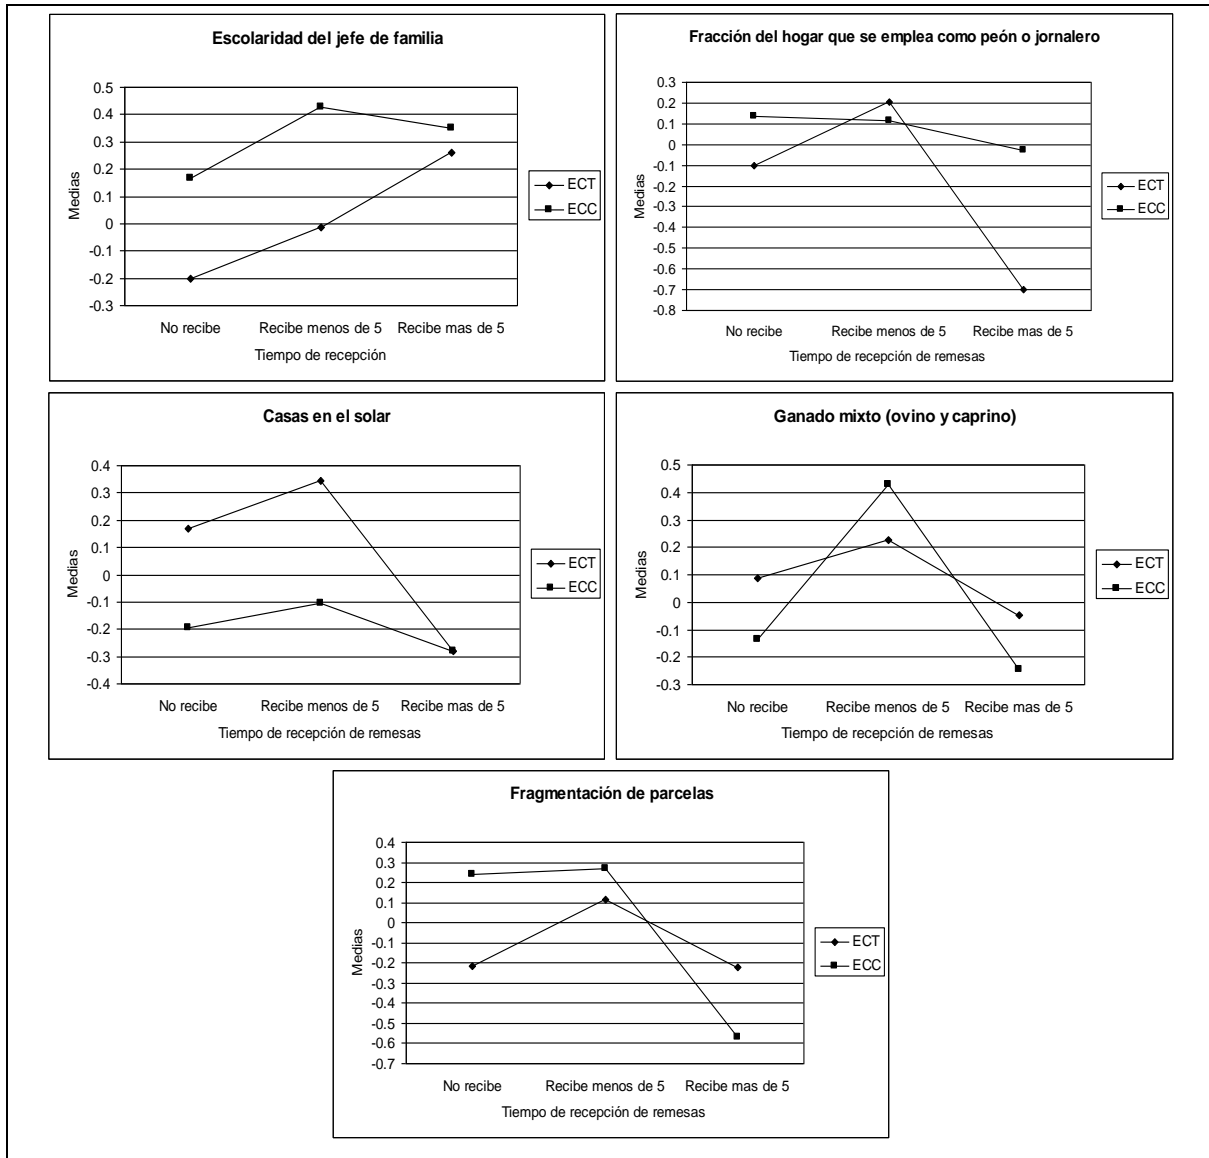 Escolaridad del jefe de familia
0.5
0.4
0.3
0.2
0.1
0
-0.1
-0.2
-0.3
Medias
No recibe Recibe menos de 5 Recibe mas de 5
Tiempo de recepción
ECT
ECC
Fracción del hogar que se emplea como peón o jornalero
0.3
0.2
0.1
0
-0.1
-0.2
-0.3
-0.4
-0.5
-0.6
-0.7
-0.8
Medias
No recibe Recibe menos de 5 Recibe mas de 5
Tiempo de recepción de remesas
ECT
ECC
Casas en el solar
0.4
0.3
0.2
0.1
0
-0.1
-0.2
-0.3
-0.4
Medias
No recibe Recibe menos de 5 Recibe mas de 5
Tiempo de recepción de remesas
ECT
ECC
Ganado mixto (ovino y caprino)
0.5
0.4
0.3
0.2
0.1
0
-0.1
-0.2
-0.3
Medias
No recibe Recibe menos de 5 Recibe mas de 5
Tiempo de recepción de remesas
ECT
ECC
Fragmentación de parcelas
0.4
0.3
0.2
0.1
0
-0.1
-0.2
-0.3
-0.4
-0.5
-0.6
-0.7
Medias
No recibe Recibe menos de 5 Recibe mas de 5
Tiempo de recepción de remesas
ECT
ECC